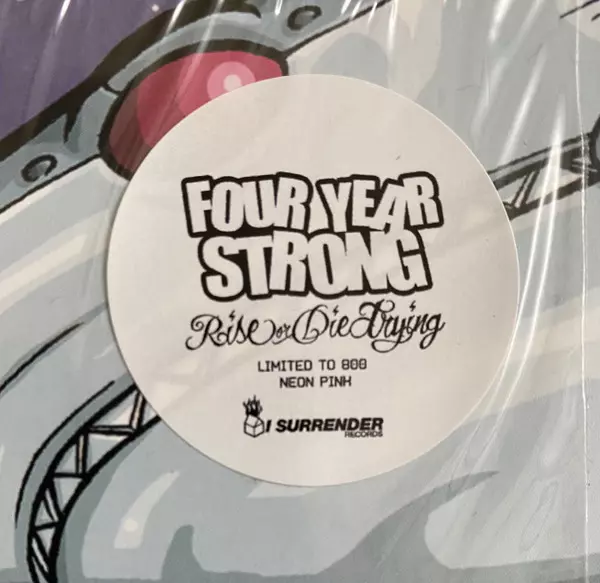 FOUR YEAR
STRONG
Rise or Die Trying
LIMITED TO 800
NEON PINK
I SURRENDER
RECORDS